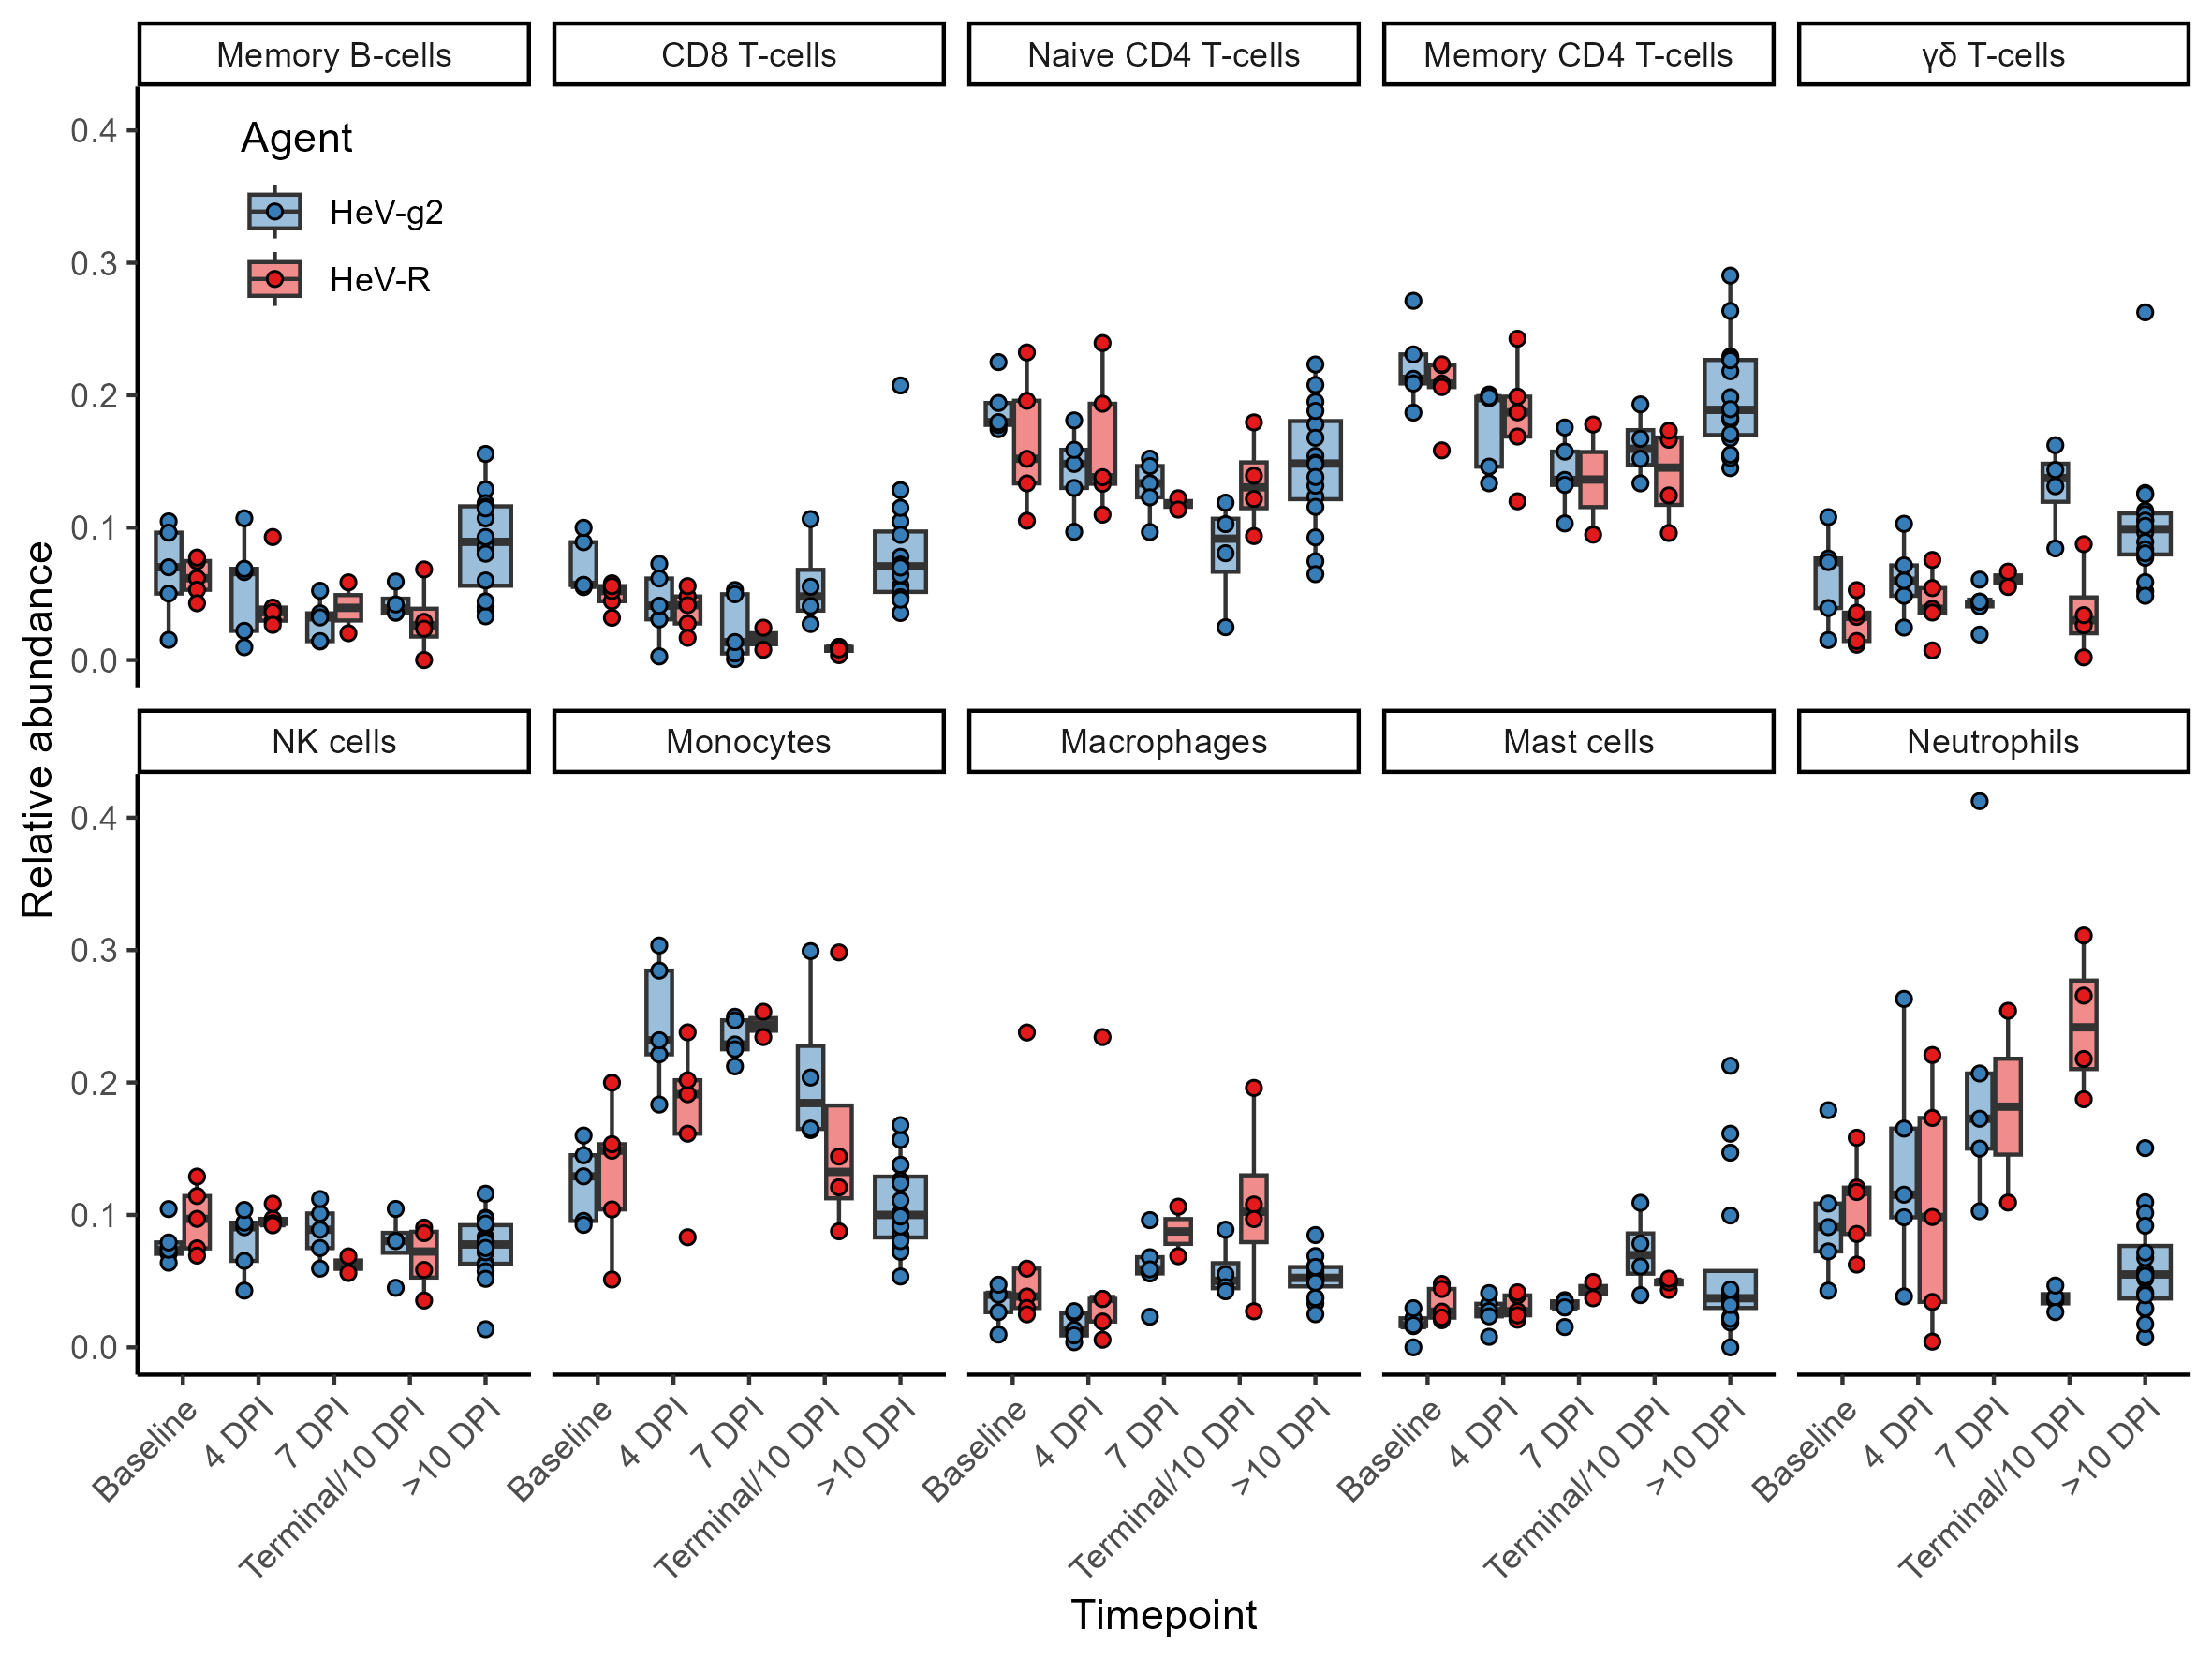 Memory B-cells
CD8 T-cells
Naive CD4 T-cells
Memory CD4 T-cells
γδ T-cells
Agent
HeV-g2
HeV-R
0.4
0.3
0.2
0.1
0.0
Relative abundance
NK cells
Monocytes
Macrophages
Mast cells
Neutrophils
0.4
0.3
0.2
0.1
0.0
Baseline
4 DPI
7 DPI
Terminal/10 DPI
>10 DPI
Baseline
4 DPI
7 DPI
Terminal/10 DPI
>10 DPI
Baseline
4 DPI
7 DPI
Terminal/10 DPI
>10 DPI
Baseline
4 DPI
7 DPI
Terminal/10 DPI
>10 DPI
Baseline
4 DPI
7 DPI
Terminal/10 DPI
>10 DPI
Timepoint